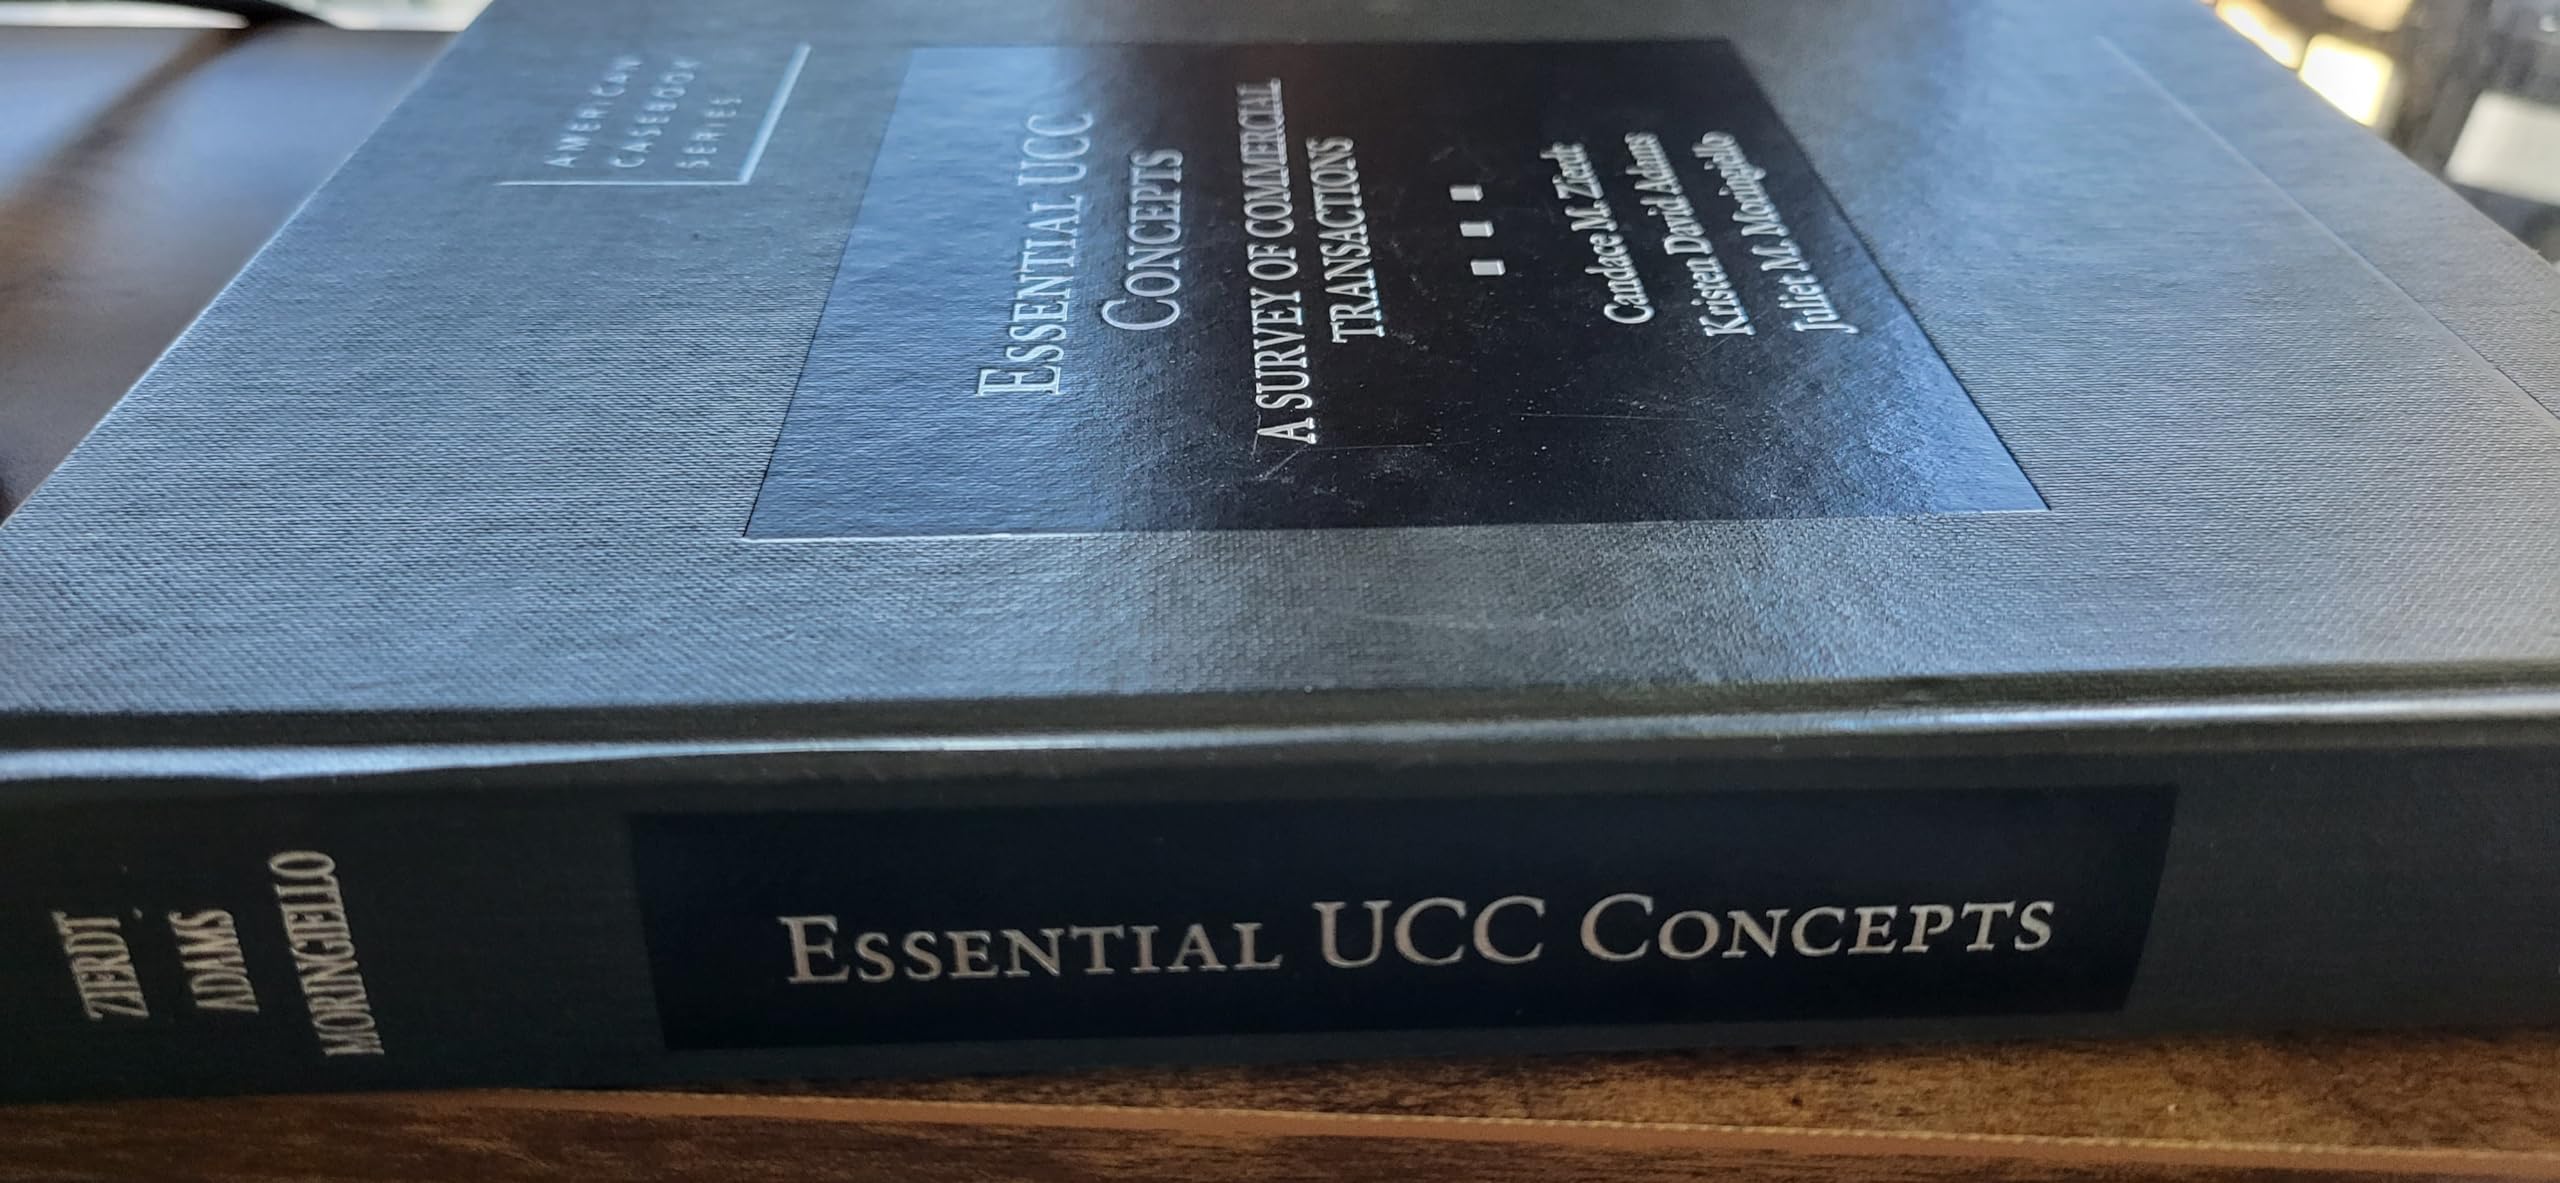 AMERICAN
CASEBOOK
SERIES
ESSENTIAL UCC
CONCEPTS
A SURVEY OF COMMERCIAL
TRANSACTIONS
Candace M. Zierdt
Kristen David Adams
Juliet M. Moringiello
ZIERDT
ADAMS
MORINGIELLO
ESSENTIAL UCC CONCEPTS